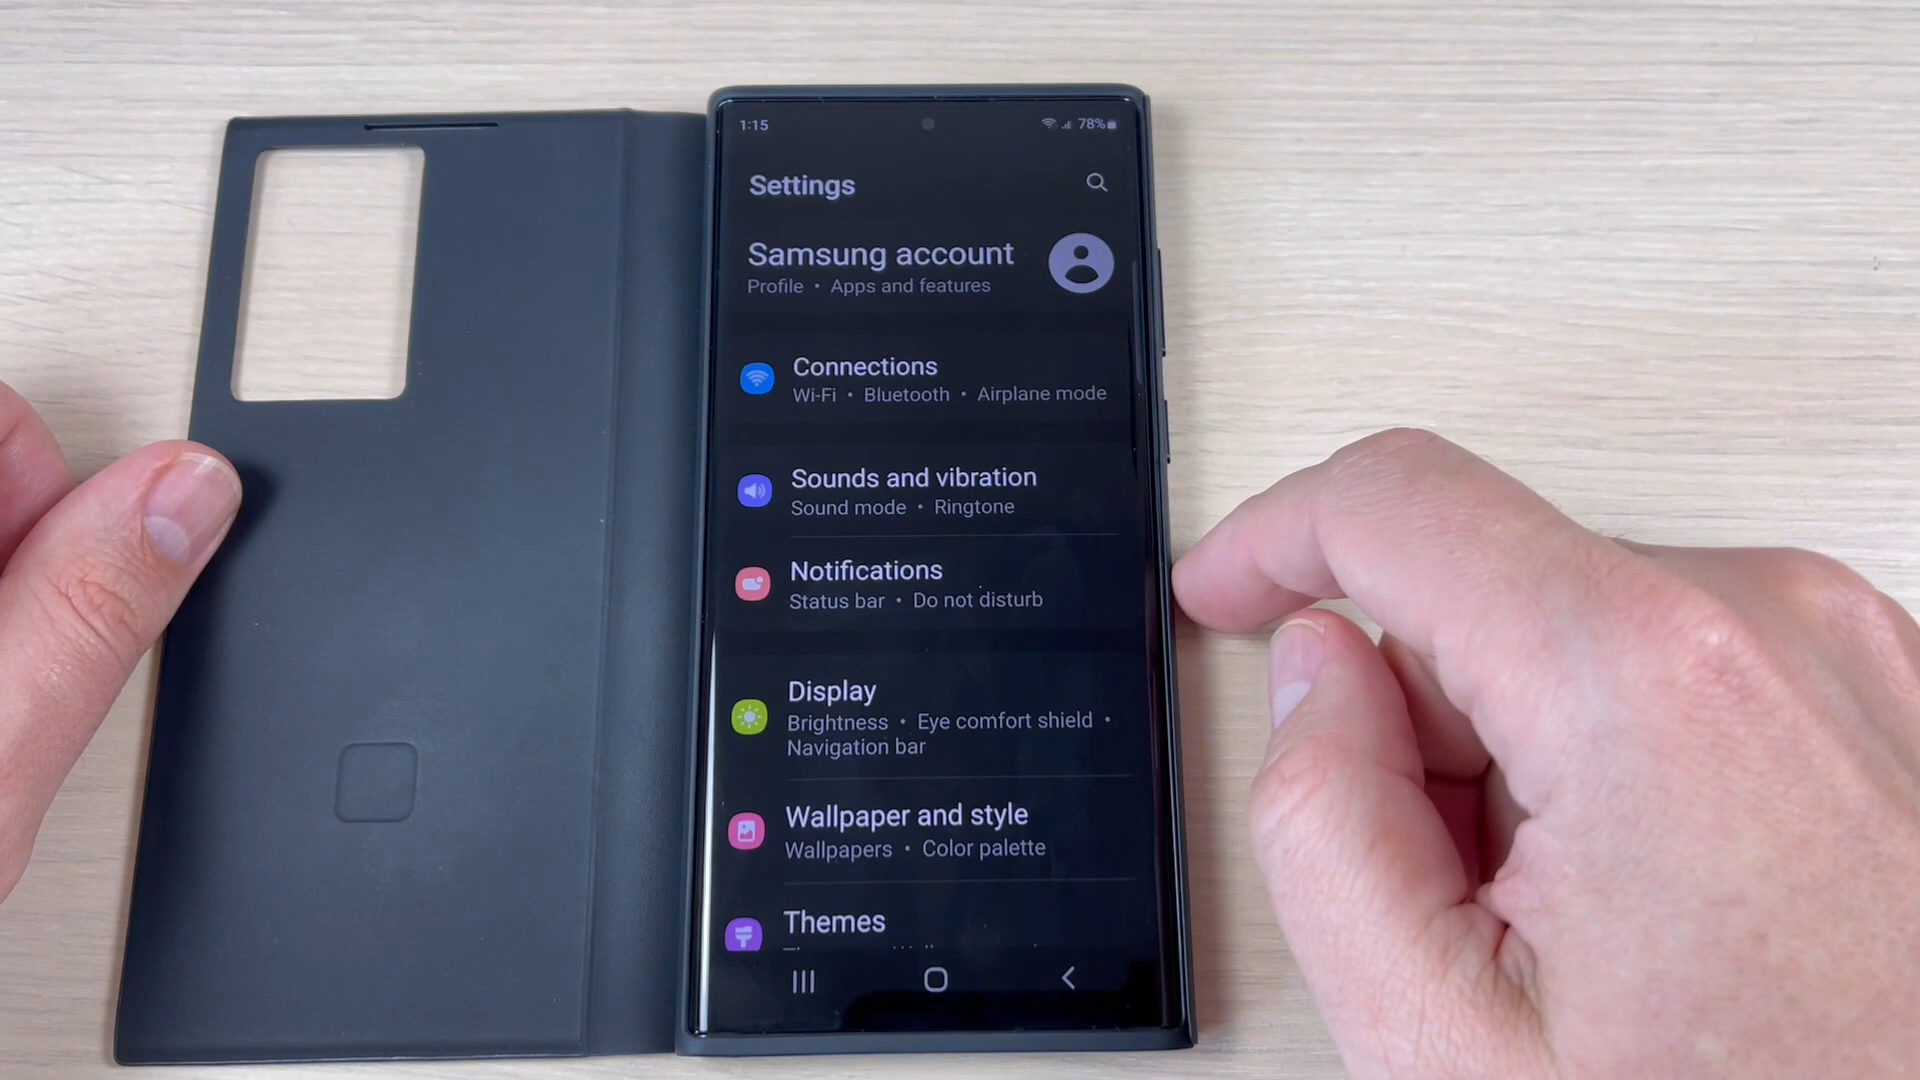 1:15
78%
Settings
Samsung account
Profile • Apps and features
Connections
Wi-Fi • Bluetooth • Airplane mode
Sounds and vibration
Sound mode • Ringtone
Notifications
Status bar • Do not disturb
Display
Brightness • Eye comfort shield •
Navigation bar
Wallpaper and style
Wallpapers • Color palette
Themes